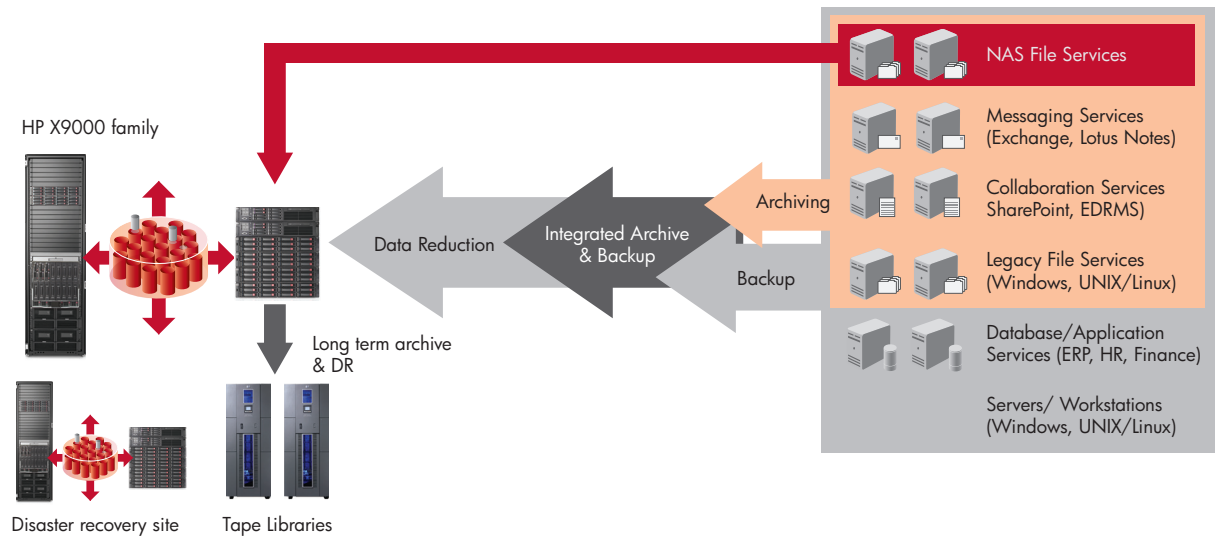 NAS File Services
HP X9000 family
Messaging Services
(Exchange, Lotus Notes)
Archiving
Collaboration Services
SharePoint, EDRMS)
Data Reduction
Integrated Archive
& Backup
Backup
Legacy File Services
(Windows, UNIX/Linux)
Long term archive
& DR
Database/Application
Services (ERP, HR, Finance)
Servers/ Workstations
(Windows, UNIX/Linux)
Disaster recovery site
Tape Libraries